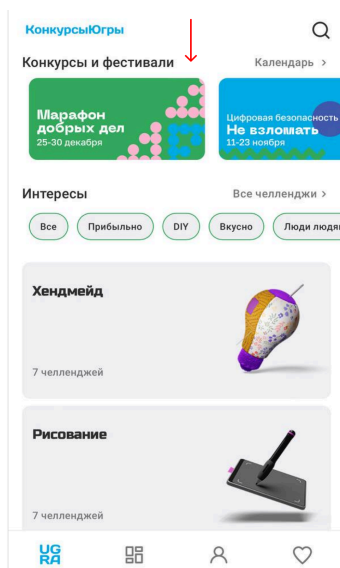 КонкурсыЮгры
Конкурсы и фестивали
Календарь >
Марафон
добрых дел
25-30 декабря
Цифровая безопасность
Не взломать
11-23 ноября
Интересы
Все челленджи >
Все
Прибыльно
DIY
Вкусно
Люди
Хендмейд
7 челленджей
Рисование
7 челленджей
UG
RA